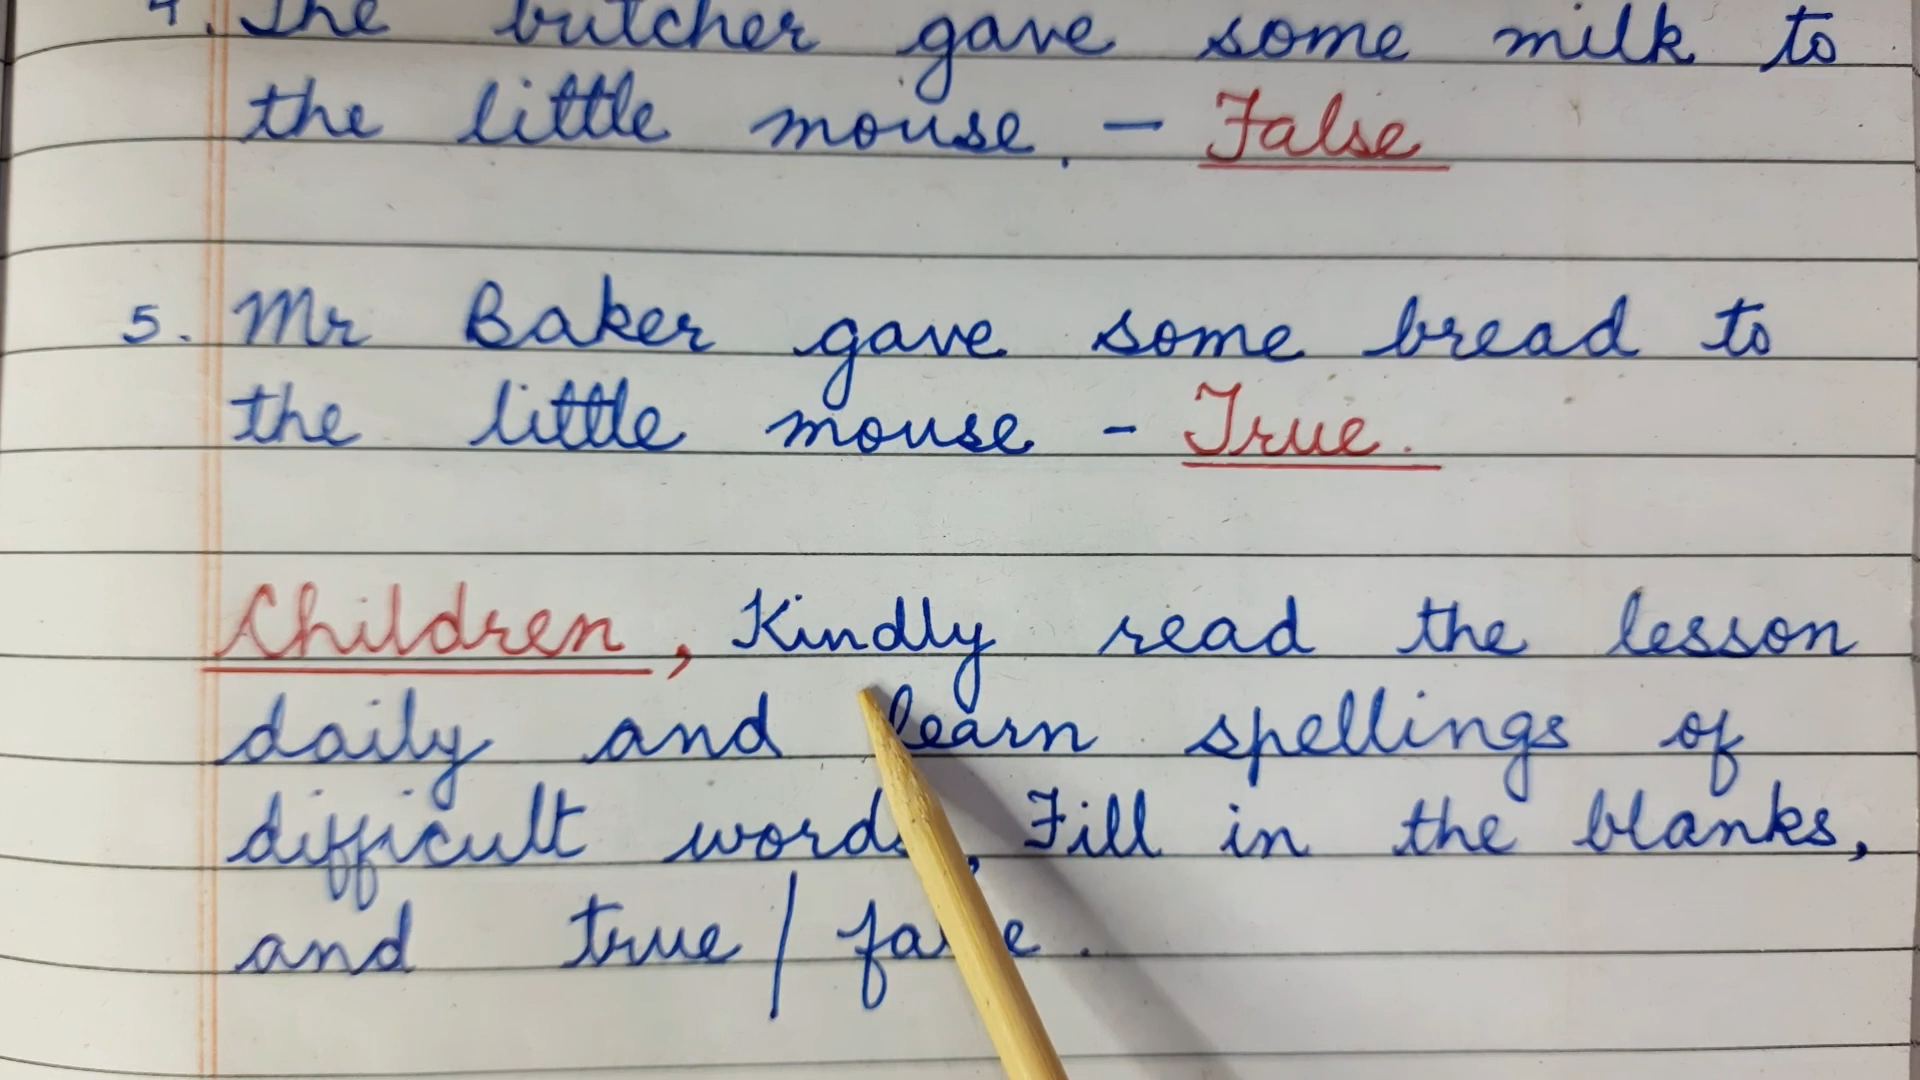 4. The butcher gave some milk to
the little mouse. - False
5. Mr Baker gave some bread to
the little mouse - True.
Children, Kindly read the lesson
daily and learn spellings of
difficult words, Fill in the blanks,
and true / false.